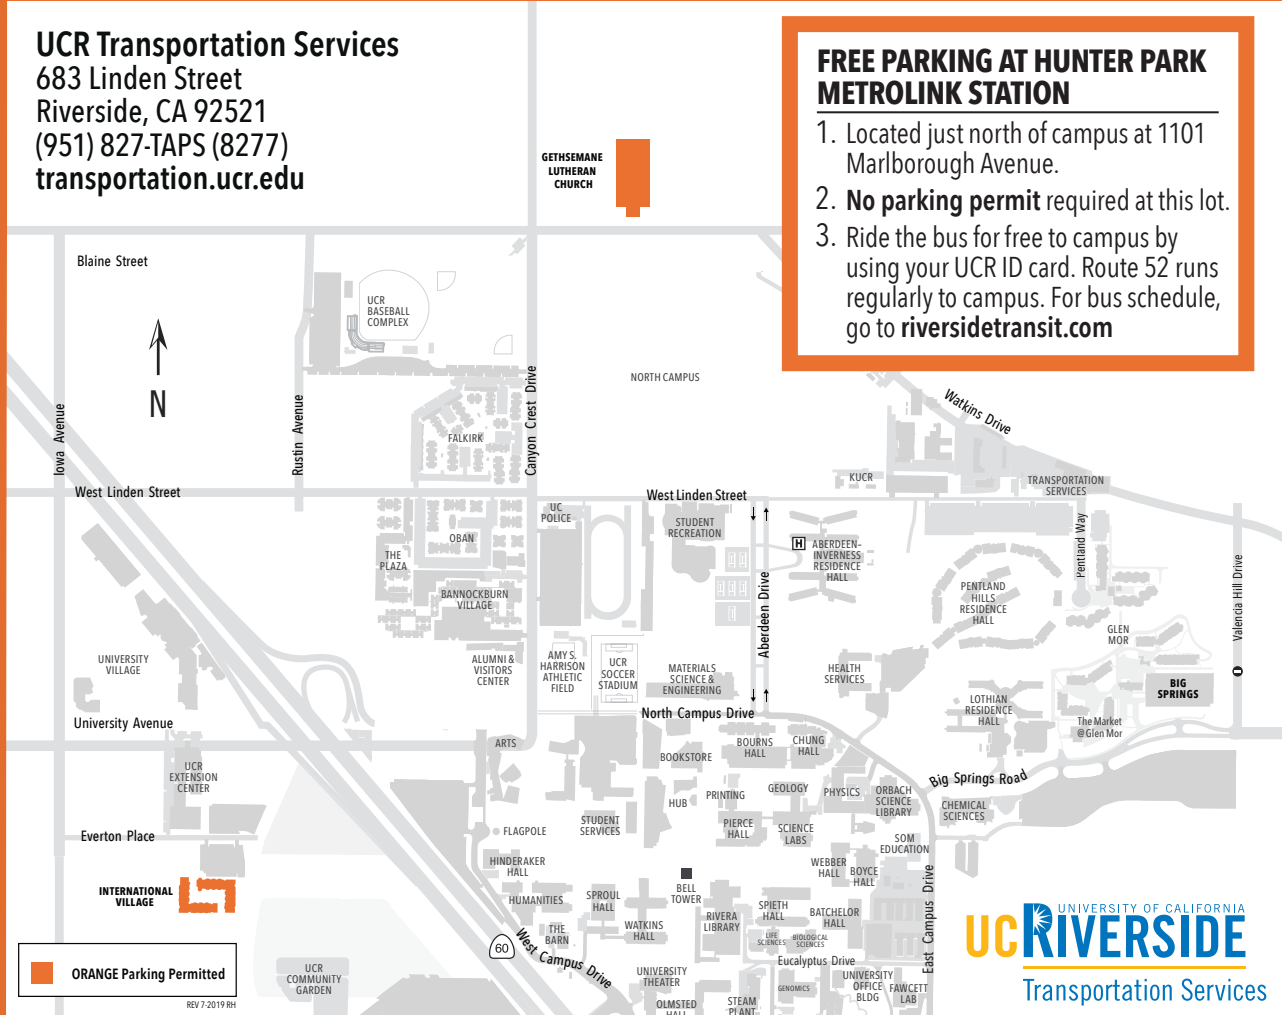 UCR Transportation Services
683 Linden Street
Riverside, CA 92521
(951) 827-TAPS (8277)
transportation.ucr.edu
FREE PARKING AT HUNTER PARK
METROLINK STATION
1. Located just north of campus at 1101
Marlborough Avenue.
2. No parking permit required at this lot.
3. Ride the bus for free to campus by
using your UCR ID card. Route 52 runs
regularly to campus. For bus schedule,
go to riversidetransit.com
GETHSEMANE
LUTHERAN
CHURCH
Blaine Street
UCR
BASEBALL
COMPLEX
N
NORTH CAMPUS
Iowa Avenue
Rustin Avenue
Canyon Crest Drive
Watkins Drive
FALKIRK
KUCR
TRANSPORTATION
SERVICES
West Linden Street
West Linden Street
UC
POLICE
STUDENT
RECREATION
OBAN
THE
PLAZA
H
ABERDEEN-
INVERNESS
RESIDENCE
HALL
Pentland Way
Valencia Hill Drive
Aberdeen Drive
BANNOCKBURN
VILLAGE
PENTLAND
HILLS
RESIDENCE
HALL
GLEN
MOR
UNIVERSITY
VILLAGE
ALUMNI &
VISITORS
CENTER
AMY S.
HARRISON
ATHLETIC
FIELD
UCR
SOCCER
STADIUM
MATERIALS
SCIENCE &
ENGINEERING
HEALTH
SERVICES
BIG
SPRINGS
LOTHIAN
RESIDENCE
HALL
The Market
@Glen Mor
University Avenue
North Campus Drive
ARTS
BOOKSTORE
BOURNS
HALL
CHUNG
HALL
UCR
EXTENSION
CENTER
Big Springs Road
HUB
PRINTING
GEOLOGY
PHYSICS
ORBACH
SCIENCE
LIBRARY
CHEMICAL
SCIENCES
Everton Place
FLAGPOLE
STUDENT
SERVICES
PIERCE
HALL
SCIENCE
LABS
SOM
EDUCATION
HINDERAKER
HALL
WEBBER
HALL
BOYCE
HALL
INTERNATIONAL
VILLAGE
HUMANITIES
SPROUL
HALL
BELL
TOWER
RIVERA
LIBRARY
SPIETH
HALL
BATCHELOR
HALL
East Campus Drive
THE
BARN
WATKINS
HALL
LIFE
SCIENCES
BIOLOGICAL
SCIENCES
60
West Campus Drive
Eucalyptus Drive
UCR
COMMUNITY
GARDEN
UNIVERSITY
THEATER
GENOMICS
UNIVERSITY
OFFICE
BLDG
FAWCETT
LAB
OLMSTED
HALL
STEAM
PLANT
ORANGE Parking Permitted
REV 7-2019 RH
UNIVERSITY OF CALIFORNIA
UCRIVERSIDE
Transportation Services